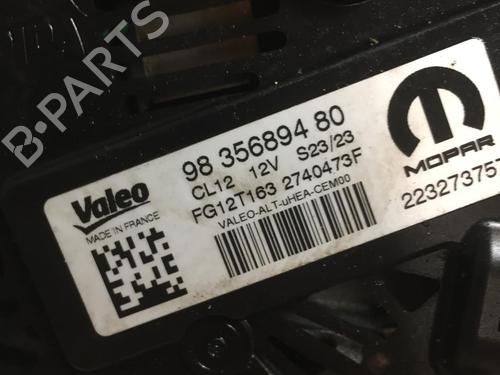 B PARTS
Valeo
MADE IN FRANCE
98 356894 80
CL12 12V S23/23
FG12T163 2740473F
VALEO-ALT-uHEA-CEM00
MOPAR
22327375